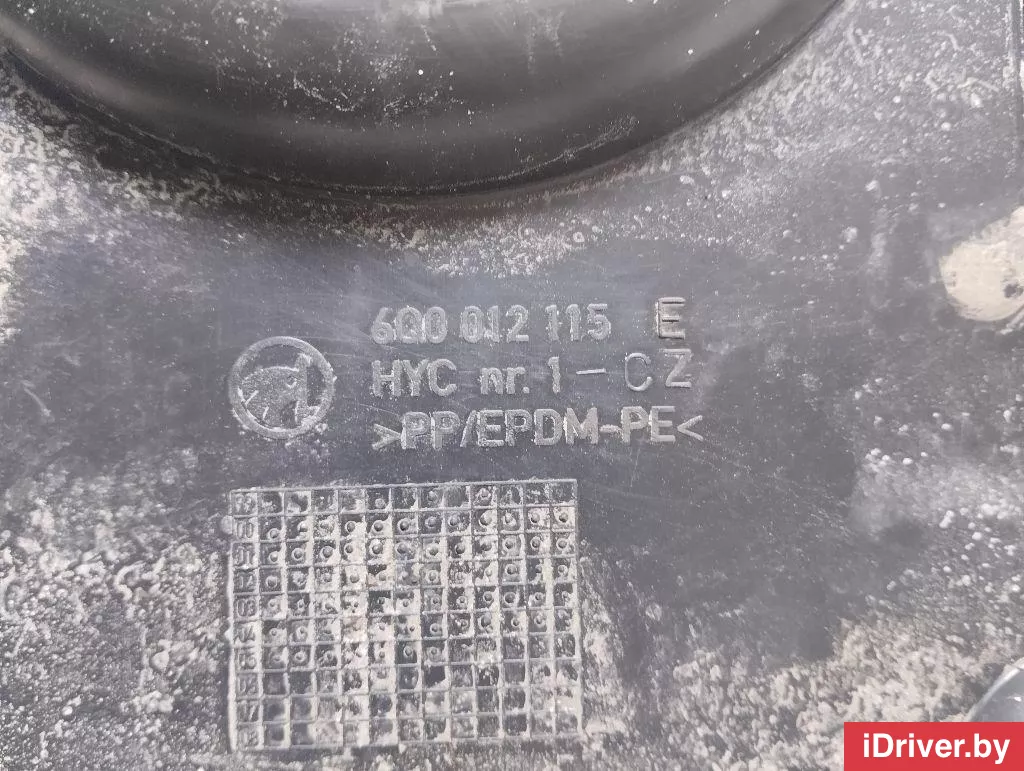 6Q0 012 115 E
HYC nr. 1 - CZ
>PP/EPDM-PE<
iDriver.by